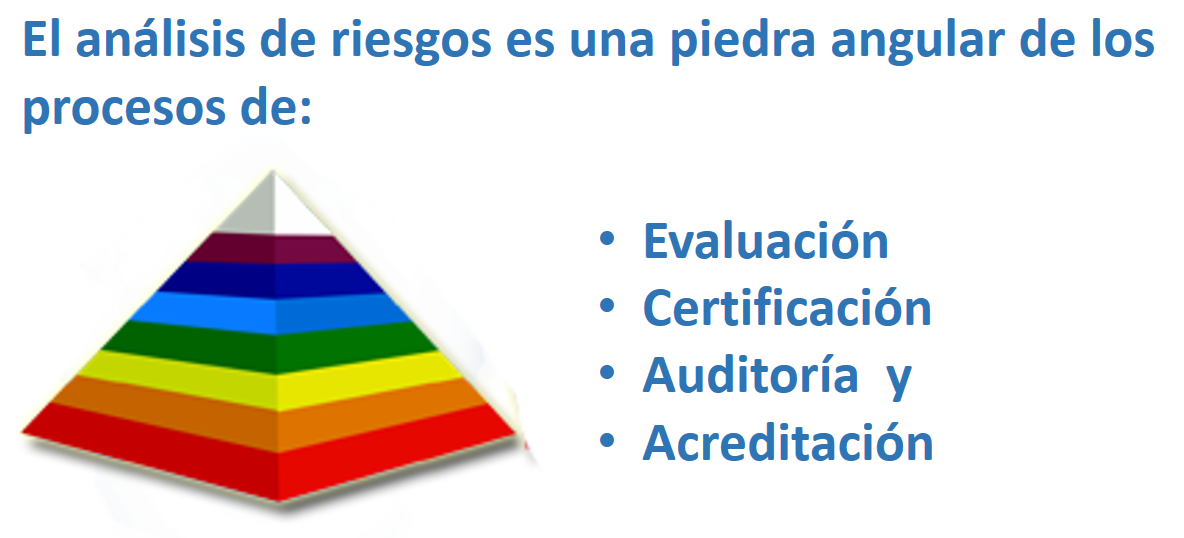 El análisis de riesgos es una piedra angular de los
procesos de:
• Evaluación
• Certificación
• Auditoría y
• Acreditación